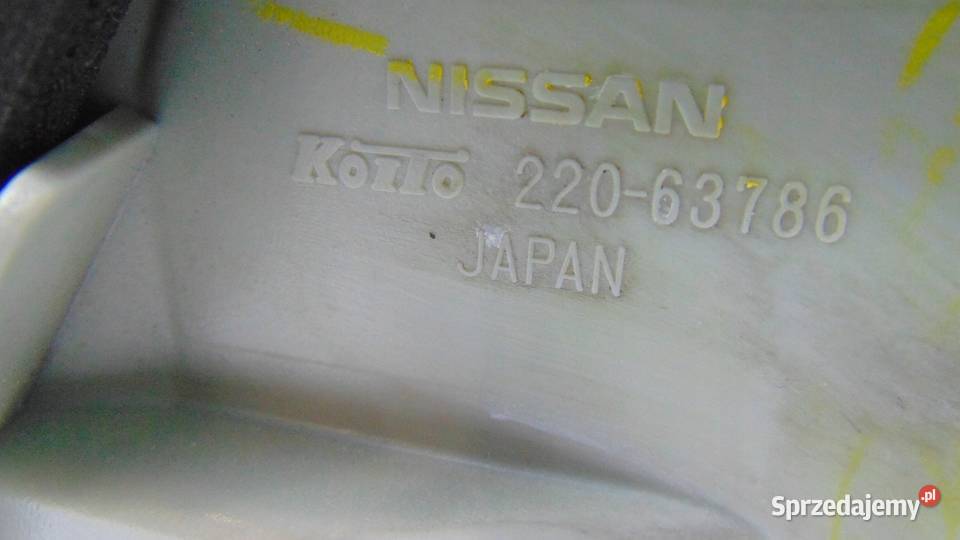 NISSAN
KOITO 220-63786
JAPAN
Sprzedajemy.pl